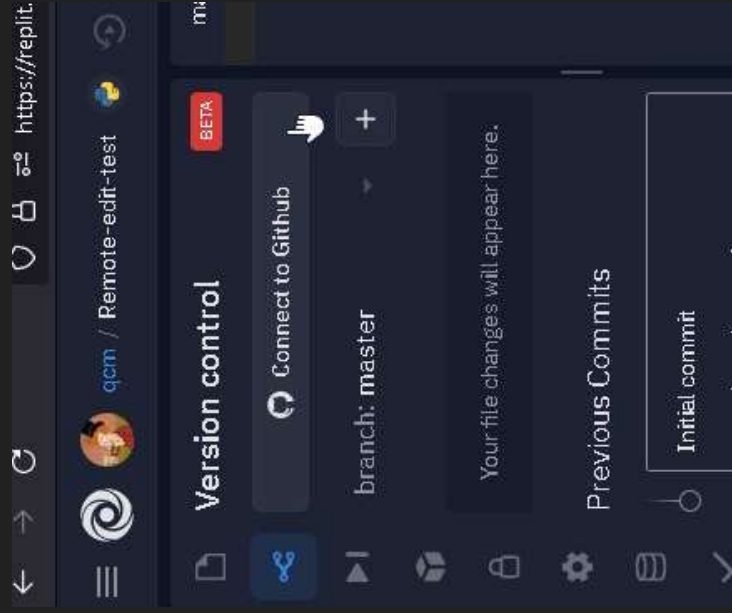 https://replit.
qcm / Remote-edit-test
ma
Version control
BETA
Connect to Github
branch: master
+
Your file changes will appear here.
Previous Commits
Initial commit